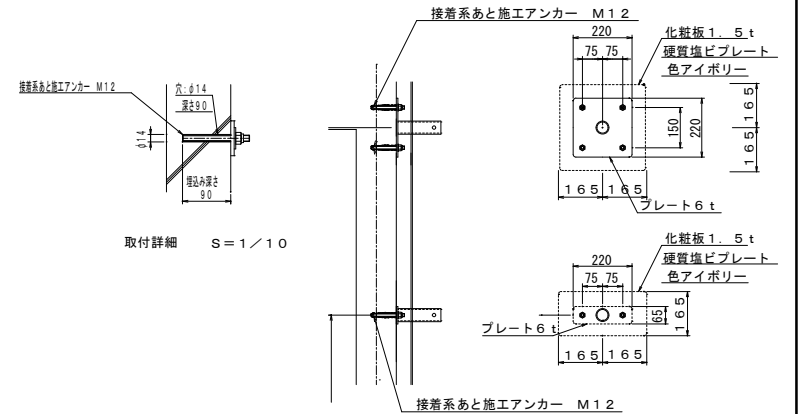 接着系あと施工アンカー M12
220
75 75
化粧板1.5t
硬質塩ビプレート
色アイボリー
165
165
150
220
165 165
プレート6t
接着系あと施工アンカー M12
穴:φ14
深さ90
φ14
埋込み深さ
90
取付詳細 S=1/10
化粧板1.5t
硬質塩ビプレート
色アイボリー
220
75 75
65
165
プレート6t
165 165
接着系あと施工アンカー M12